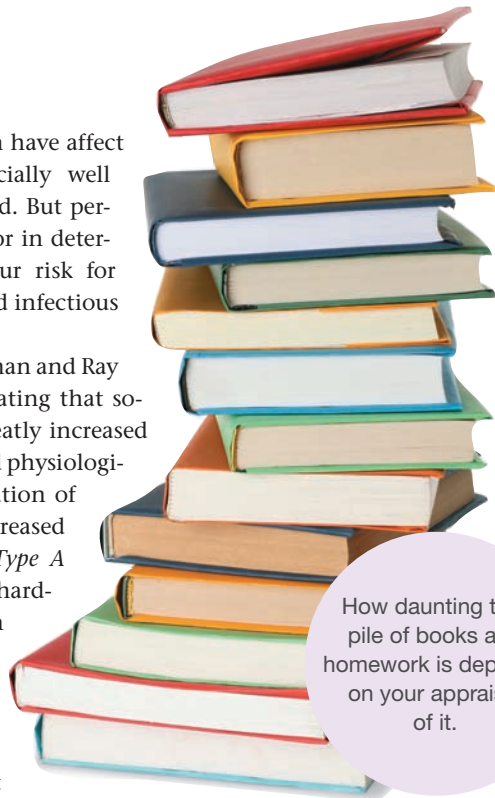 have affect
cially well
d. But per-
or in deter-
ur risk for
d infectious
man and Ray
ating that so-
eatly increased
physiologi-
tion of
creased
Type A
hard-
How daunting t
pile of books a
homework is dep
on your apprais
of it.